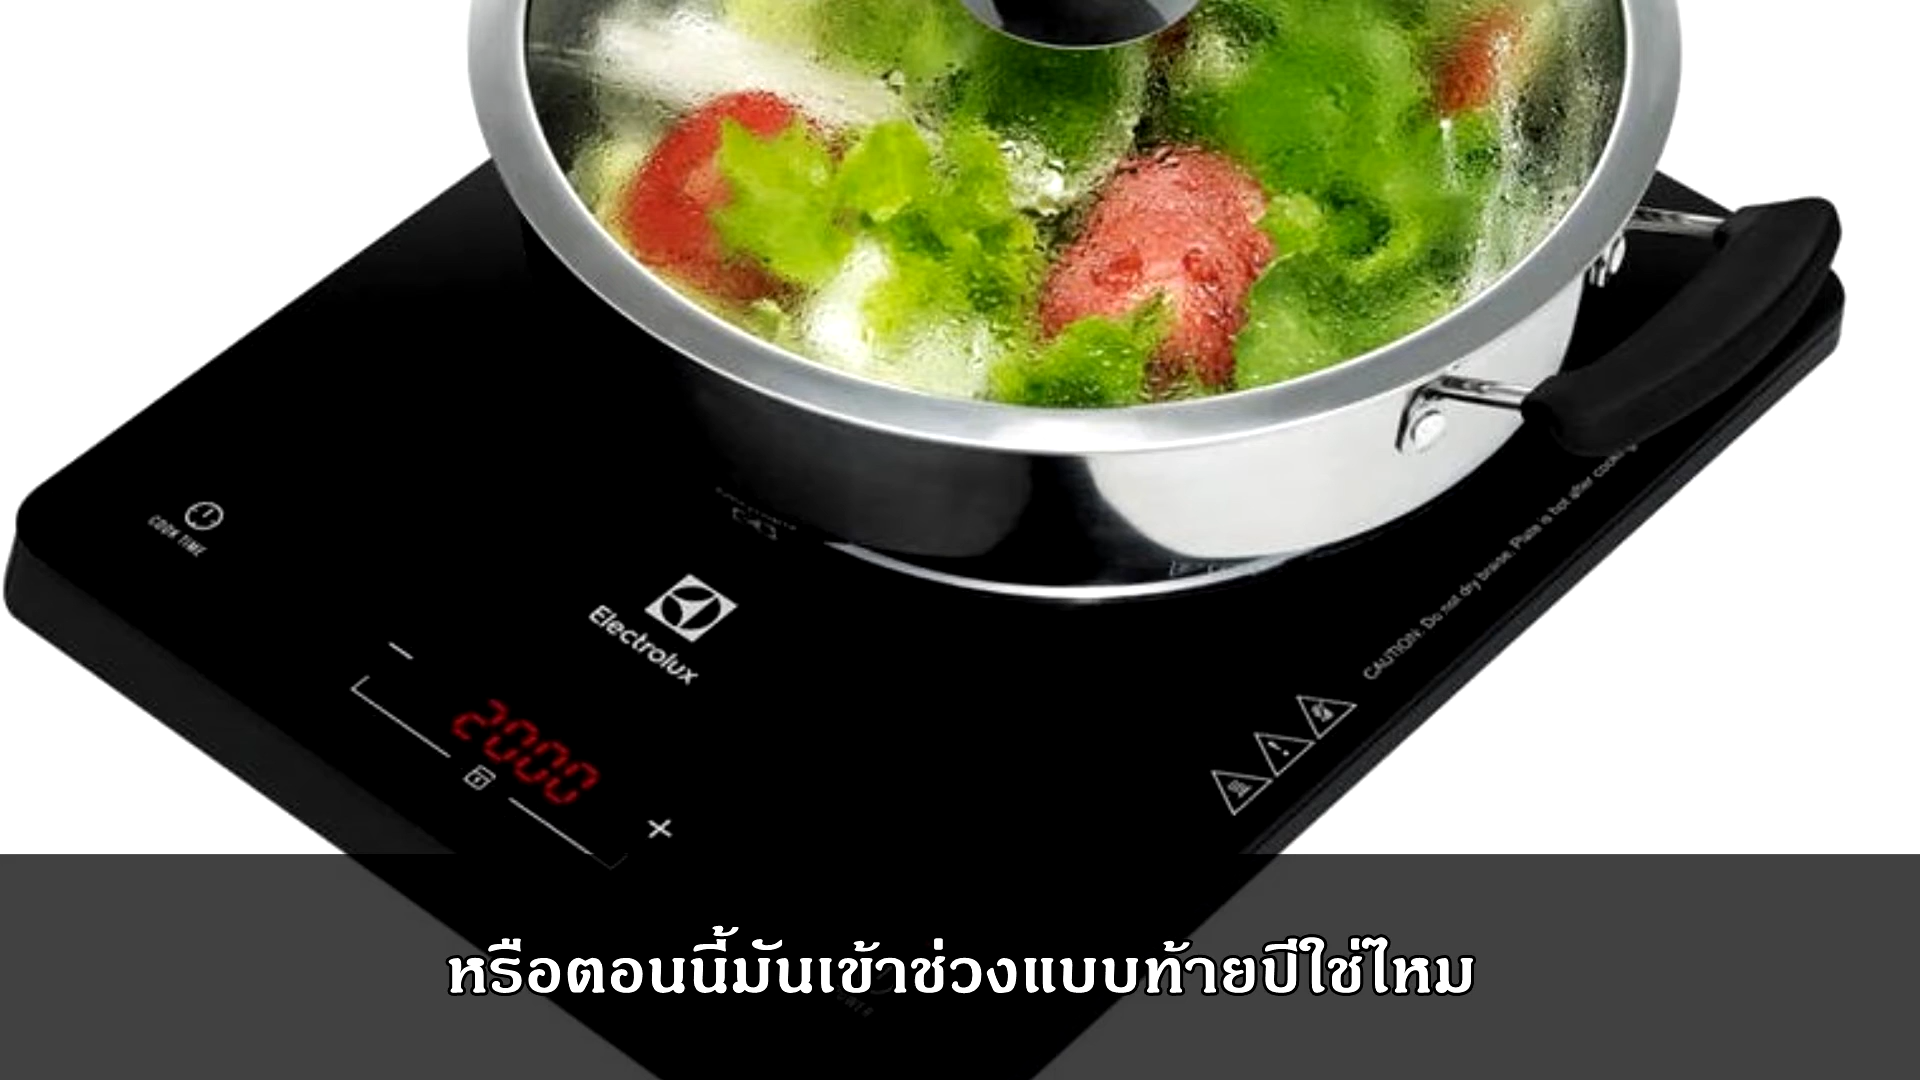 COOK TIME
Electrolux
2000
CAUTION: Do not dry braise. Plate is hot after cooking
หรือตอนนี้มันเข้าช่วงแบบท้ายปีใช่ไหม